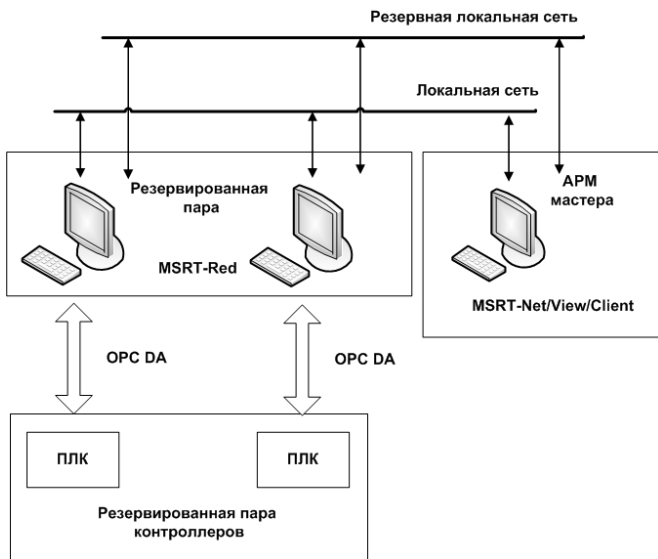 Резервная локальная сеть
Локальная сеть
Резервированная
пара
MSRT-Red
АРМ
мастера
MSRT-Net/View/Client
OPC DA
OPC DA
ПЛК
ПЛК
Резервированная пара
контроллеров